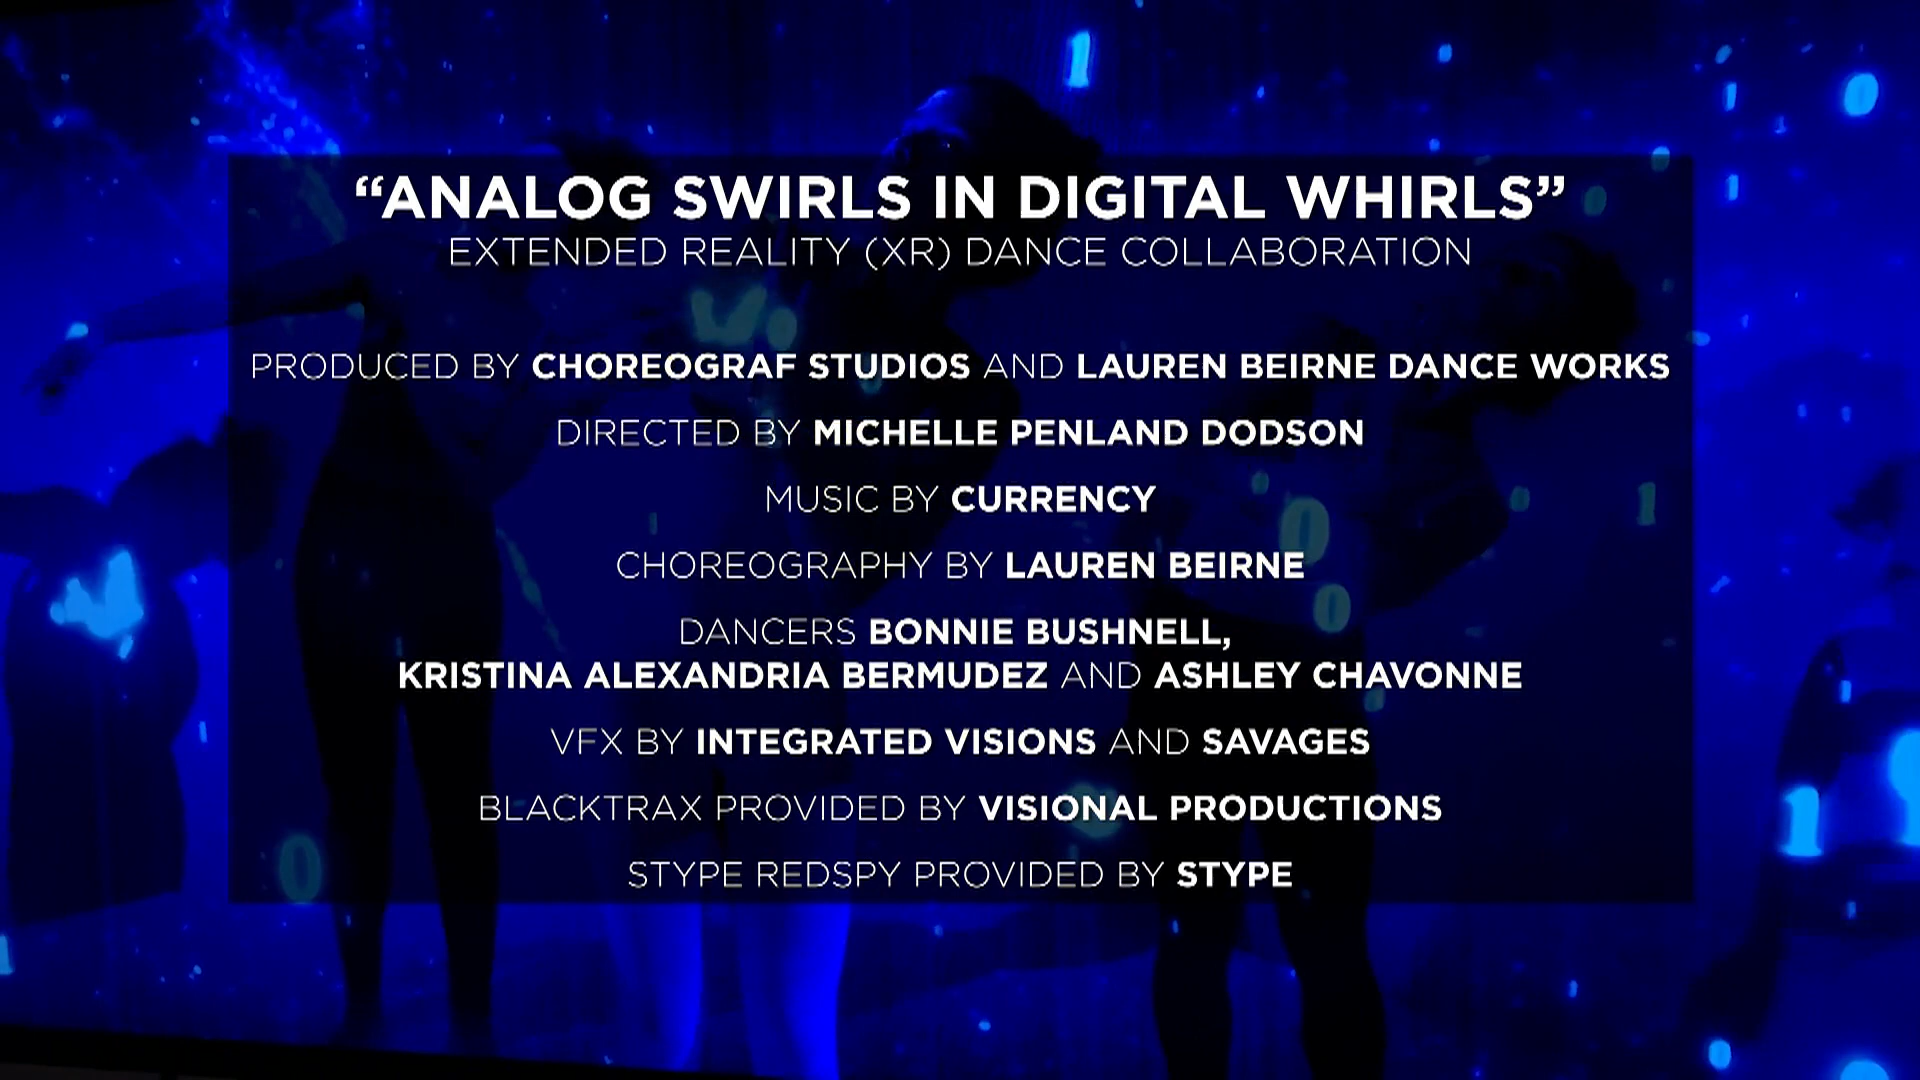 “ANALOG SWIRLS IN DIGITAL WHIRLS”
EXTENDED REALITY (XR) DANCE COLLABORATION
PRODUCED BY CHOREOGRAF STUDIOS AND LAUREN BEIRNE DANCE WORKS
DIRECTED BY MICHELLE PENLAND DODSON
MUSIC BY CURRENCY
CHOREOGRAPHY BY LAUREN BEIRNE
DANCERS BONNIE BUSHNELL,
KRISTINA ALEXANDRIA BERMUDEZ AND ASHLEY CHAVONNE
VFX BY INTEGRATED VISIONS AND SAVAGES
BLACKTRAX PROVIDED BY VISIONAL PRODUCTIONS
STYPE REDSPY PROVIDED BY STYPE